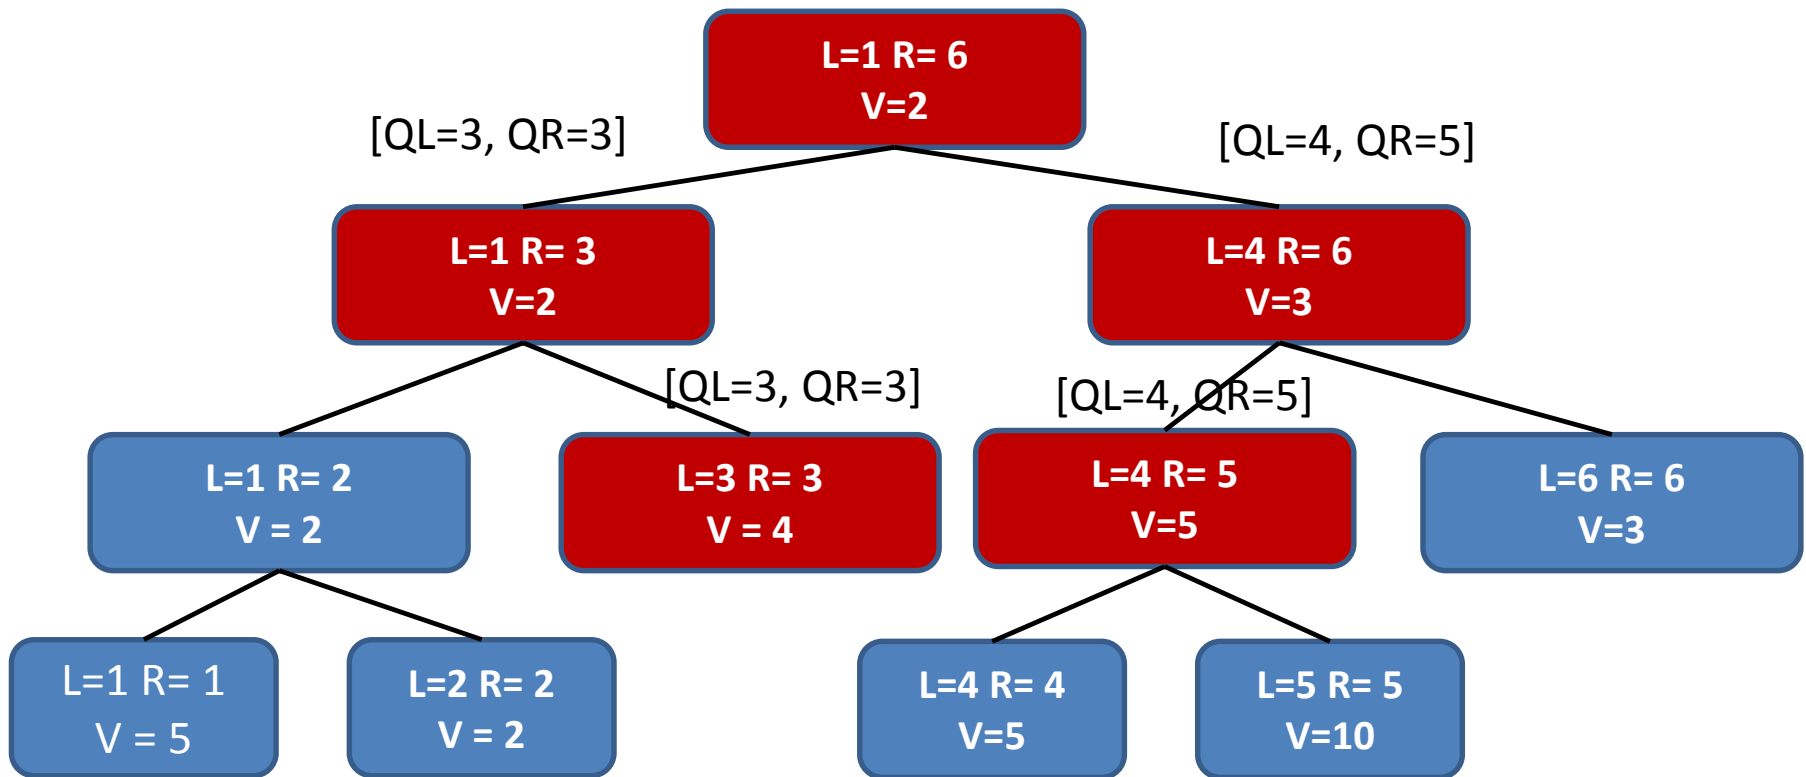 L=1 R= 6
V=2
[QL=3, QR=3]
[QL=4, QR=5]
L=1 R= 3
V=2
L=4 R= 6
V=3
[QL=3, QR=3]
[QL=4, QR=5]
L=1 R= 2
V = 2
L=3 R= 3
V = 4
L=4 R= 5
V=5
L=6 R= 6
V=3
L=1 R= 1
V = 5
L=2 R= 2
V = 2
L=4 R= 4
V=5
L=5 R= 5
V=10